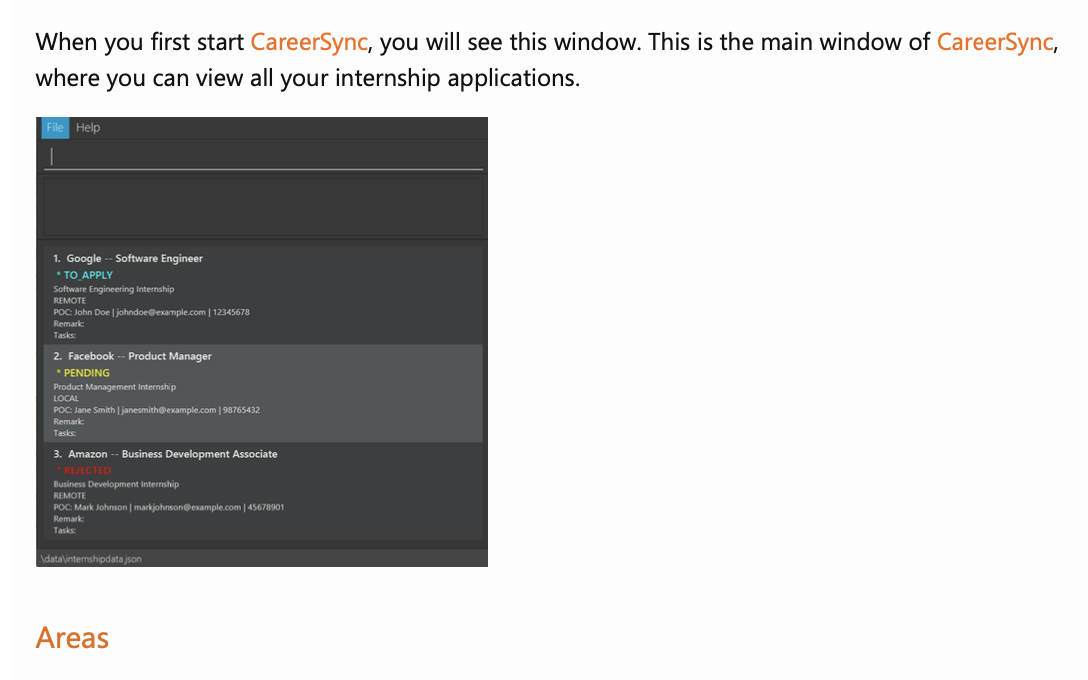 When you first start CareerSync, you will see this window. This is the main window of CareerSync,
where you can view all your internship applications.
File Help
1. Google -- Software Engineer
* TO_APPLY
Software Engineering Internship
REMOTE
POC: John Doe | johndoe@example.com | 12345678
Remark:
Tasks:
2. Facebook -- Product Manager
* PENDING
Product Management Internship
LOCAL
POC: Jane Smith | janesmith@example.com | 98765432
Remark:
Tasks:
3. Amazon -- Business Development Associate
* REJECTED
Business Development Internship
REMOTE
POC: Mark Johnson | markjohnson@example.com | 45678901
Remark:
Tasks:
.\data\internshipdata.json
Areas